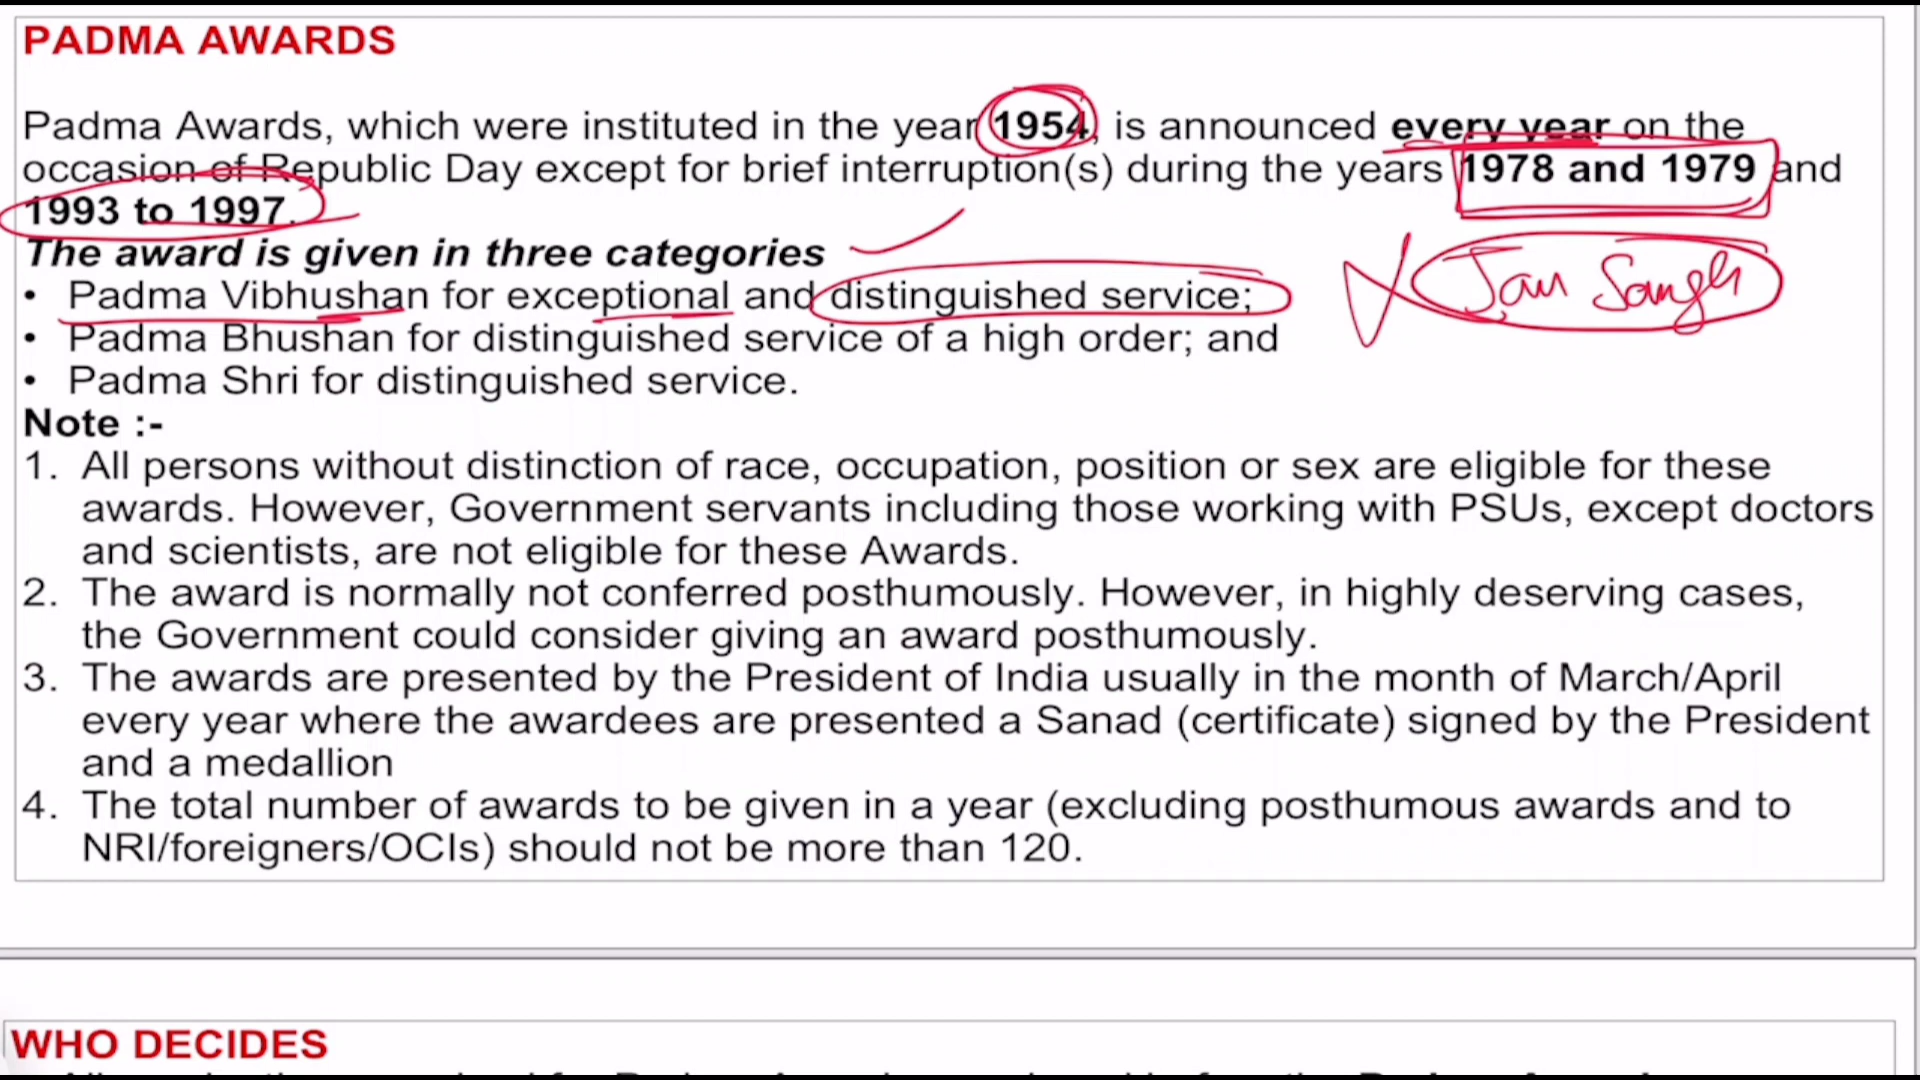 PADMA AWARDS
Padma Awards, which were instituted in the year 1954, is announced every year on the
occasion of Republic Day except for brief interruption(s) during the years 1978 and 1979 and
1993 to 1997.
The award is given in three categories
• Padma Vibhushan for exceptional and distinguished service;
Jan Sangh
• Padma Bhushan for distinguished service of a high order; and
• Padma Shri for distinguished service.
Note :-
1. All persons without distinction of race, occupation, position or sex are eligible for these
awards. However, Government servants including those working with PSUs, except doctors
and scientists, are not eligible for these Awards.
2. The award is normally not conferred posthumously. However, in highly deserving cases,
the Government could consider giving an award posthumously.
3. The awards are presented by the President of India usually in the month of March/April
every year where the awardees are presented a Sanad (certificate) signed by the President
and a medallion
4. The total number of awards to be given in a year (excluding posthumous awards and to
NRI/foreigners/OCIs) should not be more than 120.
WHO DECIDES